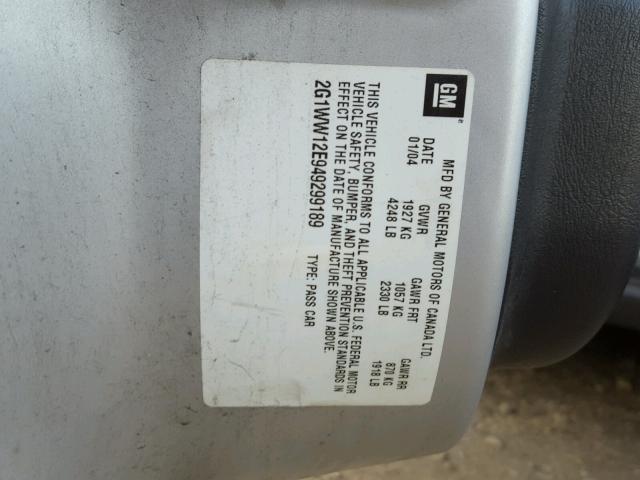 GM
MFD BY GENERAL MOTORS OF CANADA LTD.
DATE GVWR GAWR FRT GAWR RR
01/04 1927 KG 1057 KG 870 KG
4248 LB 2330 LB 1918 LB
THIS VEHICLE CONFORMS TO ALL APPLICABLE U.S. FEDERAL MOTOR
VEHICLE SAFETY, BUMPER, AND THEFT PREVENTION STANDARDS IN
EFFECT ON THE DATE OF MANUFACTURE SHOWN ABOVE.
2G1WW12E949299189 TYPE: PASS CAR